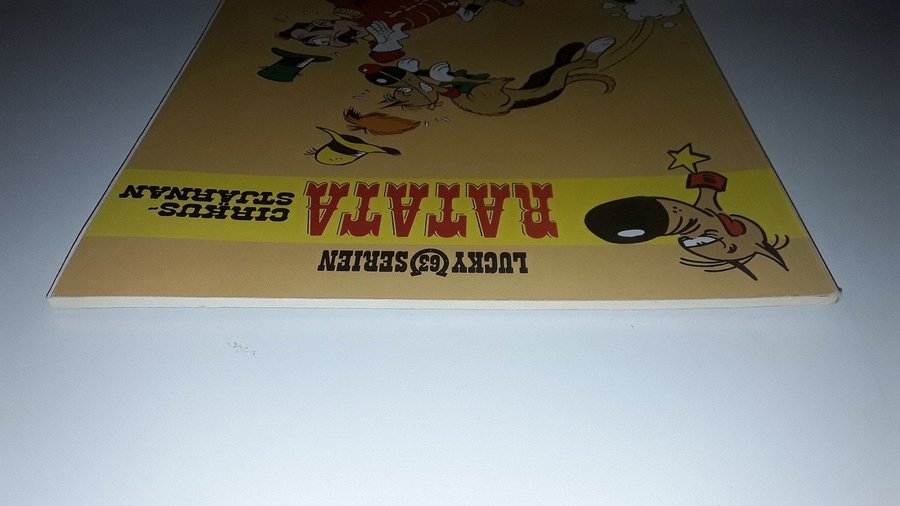 LUCKY 63 SERIEN
RATATA
CIRKUS-
STJÄRNAN